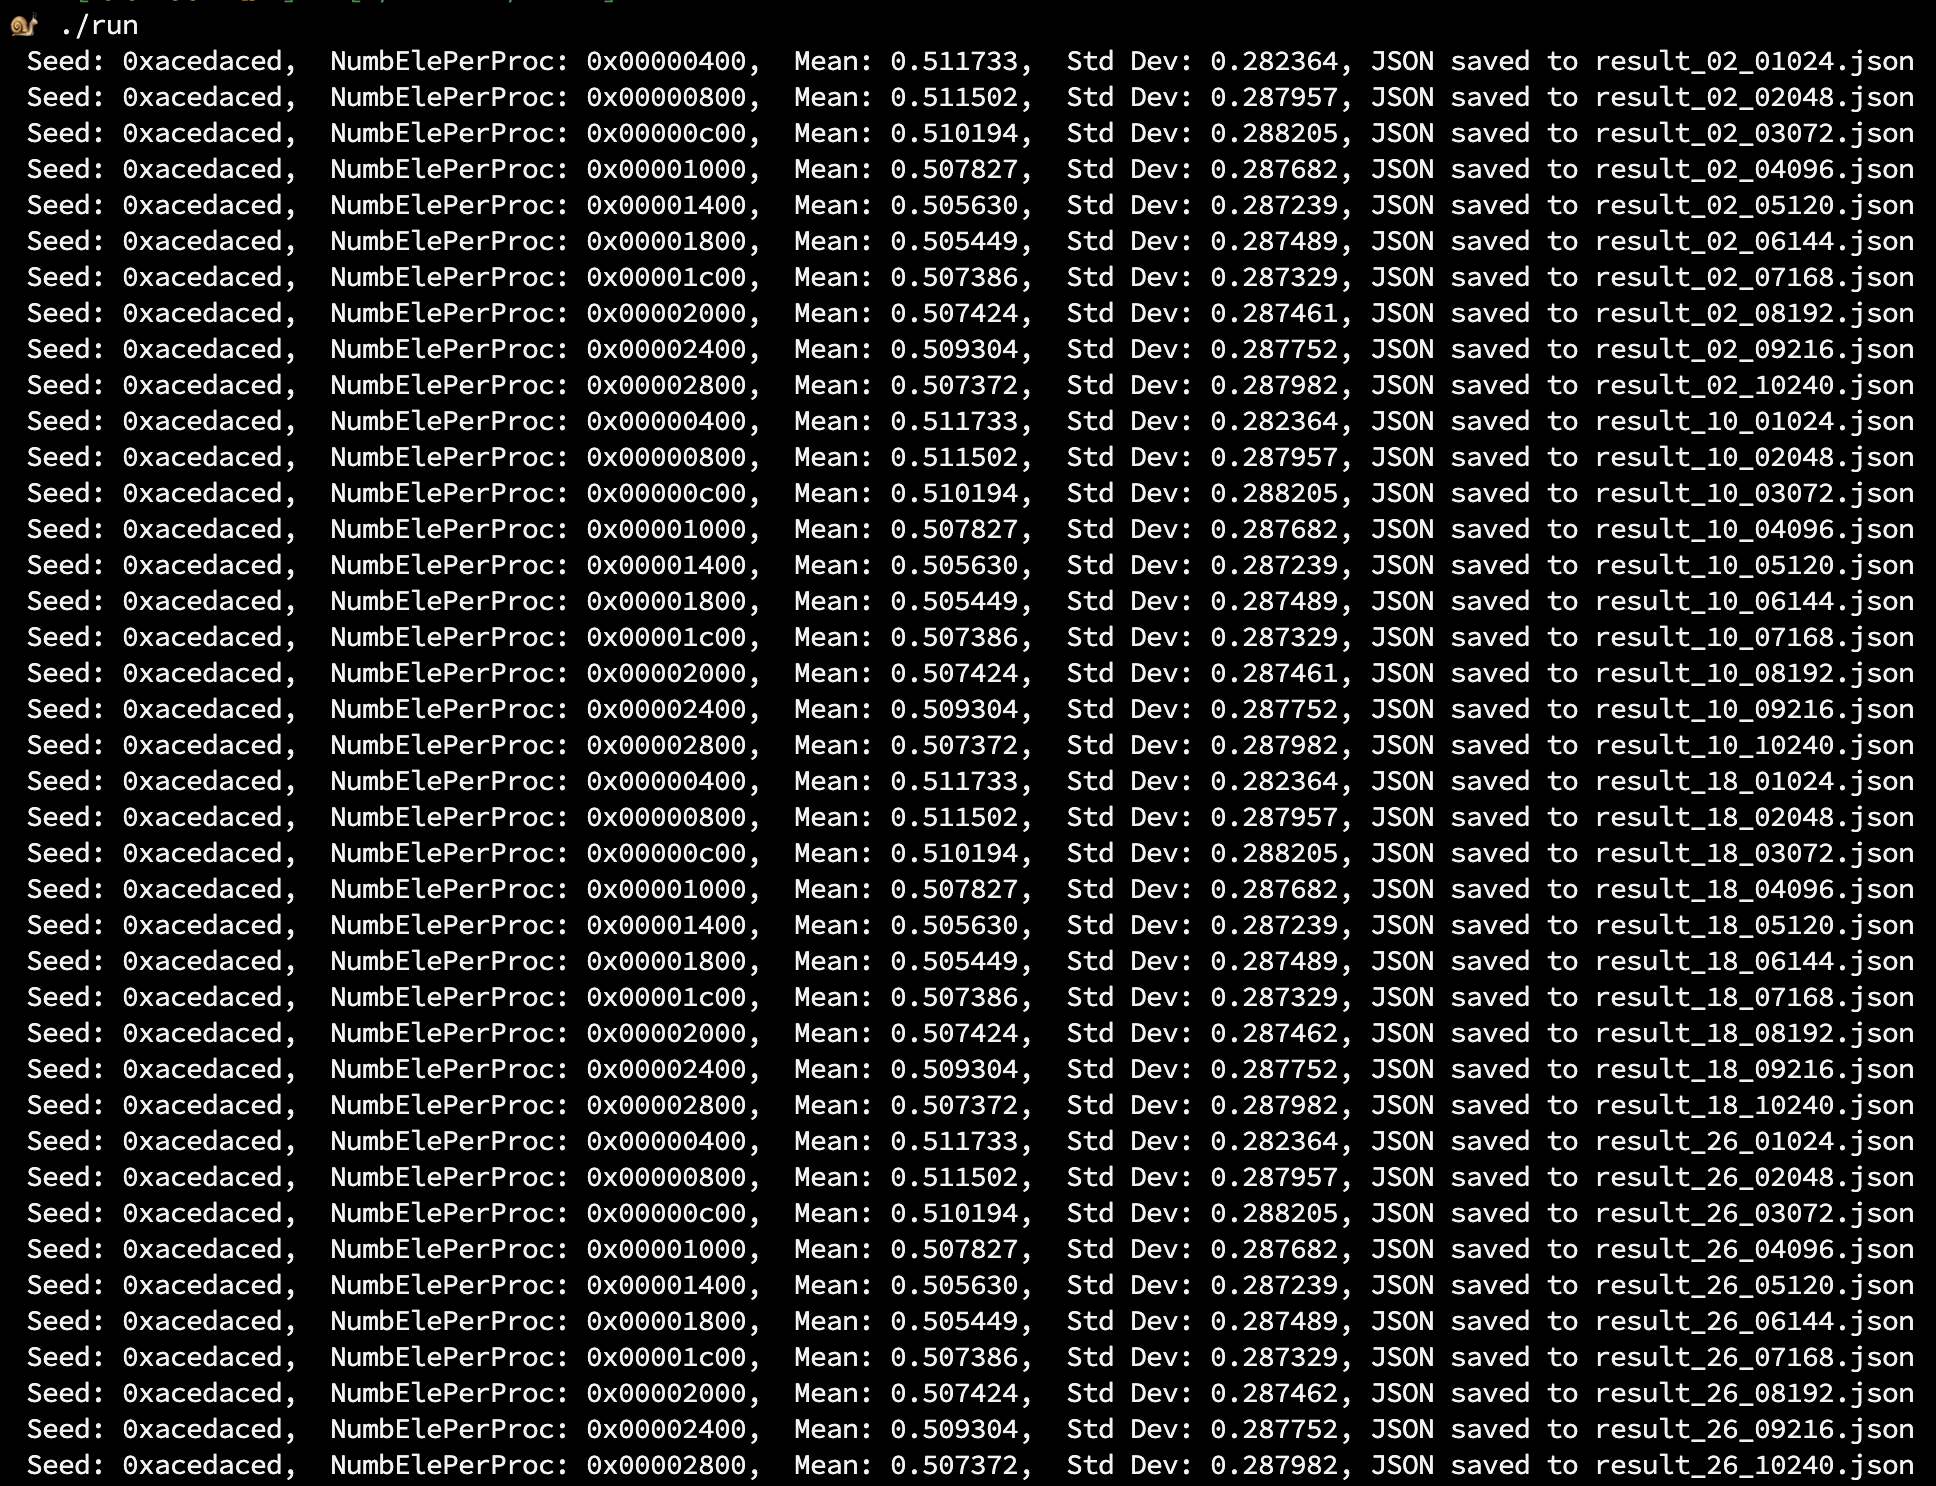 ./run
Seed: 0xacedaced, NumbElePerProc: 0x00000400, Mean: 0.511733, Std Dev: 0.282364, JSON saved to result_02_01024.json
Seed: 0xacedaced, NumbElePerProc: 0x00000800, Mean: 0.511502, Std Dev: 0.287957, JSON saved to result_02_02048.json
Seed: 0xacedaced, NumbElePerProc: 0x00000c00, Mean: 0.510194, Std Dev: 0.288205, JSON saved to result_02_03072.json
Seed: 0xacedaced, NumbElePerProc: 0x00001000, Mean: 0.507827, Std Dev: 0.287682, JSON saved to result_02_04096.json
Seed: 0xacedaced, NumbElePerProc: 0x00001400, Mean: 0.505630, Std Dev: 0.287239, JSON saved to result_02_05120.json
Seed: 0xacedaced, NumbElePerProc: 0x00001800, Mean: 0.505449, Std Dev: 0.287489, JSON saved to result_02_06144.json
Seed: 0xacedaced, NumbElePerProc: 0x00001c00, Mean: 0.507386, Std Dev: 0.287329, JSON saved to result_02_07168.json
Seed: 0xacedaced, NumbElePerProc: 0x00002000, Mean: 0.507424, Std Dev: 0.287461, JSON saved to result_02_08192.json
Seed: 0xacedaced, NumbElePerProc: 0x00002400, Mean: 0.509304, Std Dev: 0.287752, JSON saved to result_02_09216.json
Seed: 0xacedaced, NumbElePerProc: 0x00002800, Mean: 0.507372, Std Dev: 0.287982, JSON saved to result_02_10240.json
Seed: 0xacedaced, NumbElePerProc: 0x00000400, Mean: 0.511733, Std Dev: 0.282364, JSON saved to result_10_01024.json
Seed: 0xacedaced, NumbElePerProc: 0x00000800, Mean: 0.511502, Std Dev: 0.287957, JSON saved to result_10_02048.json
Seed: 0xacedaced, NumbElePerProc: 0x00000c00, Mean: 0.510194, Std Dev: 0.288205, JSON saved to result_10_03072.json
Seed: 0xacedaced, NumbElePerProc: 0x00001000, Mean: 0.507827, Std Dev: 0.287682, JSON saved to result_10_04096.json
Seed: 0xacedaced, NumbElePerProc: 0x00001400, Mean: 0.505630, Std Dev: 0.287239, JSON saved to result_10_05120.json
Seed: 0xacedaced, NumbElePerProc: 0x00001800, Mean: 0.505449, Std Dev: 0.287489, JSON saved to result_10_06144.json
Seed: 0xacedaced, NumbElePerProc: 0x00001c00, Mean: 0.507386, Std Dev: 0.287329, JSON saved to result_10_07168.json
Seed: 0xacedaced, NumbElePerProc: 0x00002000, Mean: 0.507424, Std Dev: 0.287461, JSON saved to result_10_08192.json
Seed: 0xacedaced, NumbElePerProc: 0x00002400, Mean: 0.509304, Std Dev: 0.287752, JSON saved to result_10_09216.json
Seed: 0xacedaced, NumbElePerProc: 0x00002800, Mean: 0.507372, Std Dev: 0.287982, JSON saved to result_10_10240.json
Seed: 0xacedaced, NumbElePerProc: 0x00000400, Mean: 0.511733, Std Dev: 0.282364, JSON saved to result_18_01024.json
Seed: 0xacedaced, NumbElePerProc: 0x00000800, Mean: 0.511502, Std Dev: 0.287957, JSON saved to result_18_02048.json
Seed: 0xacedaced, NumbElePerProc: 0x00000c00, Mean: 0.510194, Std Dev: 0.288205, JSON saved to result_18_03072.json
Seed: 0xacedaced, NumbElePerProc: 0x00001000, Mean: 0.507827, Std Dev: 0.287682, JSON saved to result_18_04096.json
Seed: 0xacedaced, NumbElePerProc: 0x00001400, Mean: 0.505630, Std Dev: 0.287239, JSON saved to result_18_05120.json
Seed: 0xacedaced, NumbElePerProc: 0x00001800, Mean: 0.505449, Std Dev: 0.287489, JSON saved to result_18_06144.json
Seed: 0xacedaced, NumbElePerProc: 0x00001c00, Mean: 0.507386, Std Dev: 0.287329, JSON saved to result_18_07168.json
Seed: 0xacedaced, NumbElePerProc: 0x00002000, Mean: 0.507424, Std Dev: 0.287462, JSON saved to result_18_08192.json
Seed: 0xacedaced, NumbElePerProc: 0x00002400, Mean: 0.509304, Std Dev: 0.287752, JSON saved to result_18_09216.json
Seed: 0xacedaced, NumbElePerProc: 0x00002800, Mean: 0.507372, Std Dev: 0.287982, JSON saved to result_18_10240.json
Seed: 0xacedaced, NumbElePerProc: 0x00000400, Mean: 0.511733, Std Dev: 0.282364, JSON saved to result_26_01024.json
Seed: 0xacedaced, NumbElePerProc: 0x00000800, Mean: 0.511502, Std Dev: 0.287957, JSON saved to result_26_02048.json
Seed: 0xacedaced, NumbElePerProc: 0x00000c00, Mean: 0.510194, Std Dev: 0.288205, JSON saved to result_26_03072.json
Seed: 0xacedaced, NumbElePerProc: 0x00001000, Mean: 0.507827, Std Dev: 0.287682, JSON saved to result_26_04096.json
Seed: 0xacedaced, NumbElePerProc: 0x00001400, Mean: 0.505630, Std Dev: 0.287239, JSON saved to result_26_05120.json
Seed: 0xacedaced, NumbElePerProc: 0x00001800, Mean: 0.505449, Std Dev: 0.287489, JSON saved to result_26_06144.json
Seed: 0xacedaced, NumbElePerProc: 0x00001c00, Mean: 0.507386, Std Dev: 0.287329, JSON saved to result_26_07168.json
Seed: 0xacedaced, NumbElePerProc: 0x00002000, Mean: 0.507424, Std Dev: 0.287462, JSON saved to result_26_08192.json
Seed: 0xacedaced, NumbElePerProc: 0x00002400, Mean: 0.509304, Std Dev: 0.287752, JSON saved to result_26_09216.json
Seed: 0xacedaced, NumbElePerProc: 0x00002800, Mean: 0.507372, Std Dev: 0.287982, JSON saved to result_26_10240.json